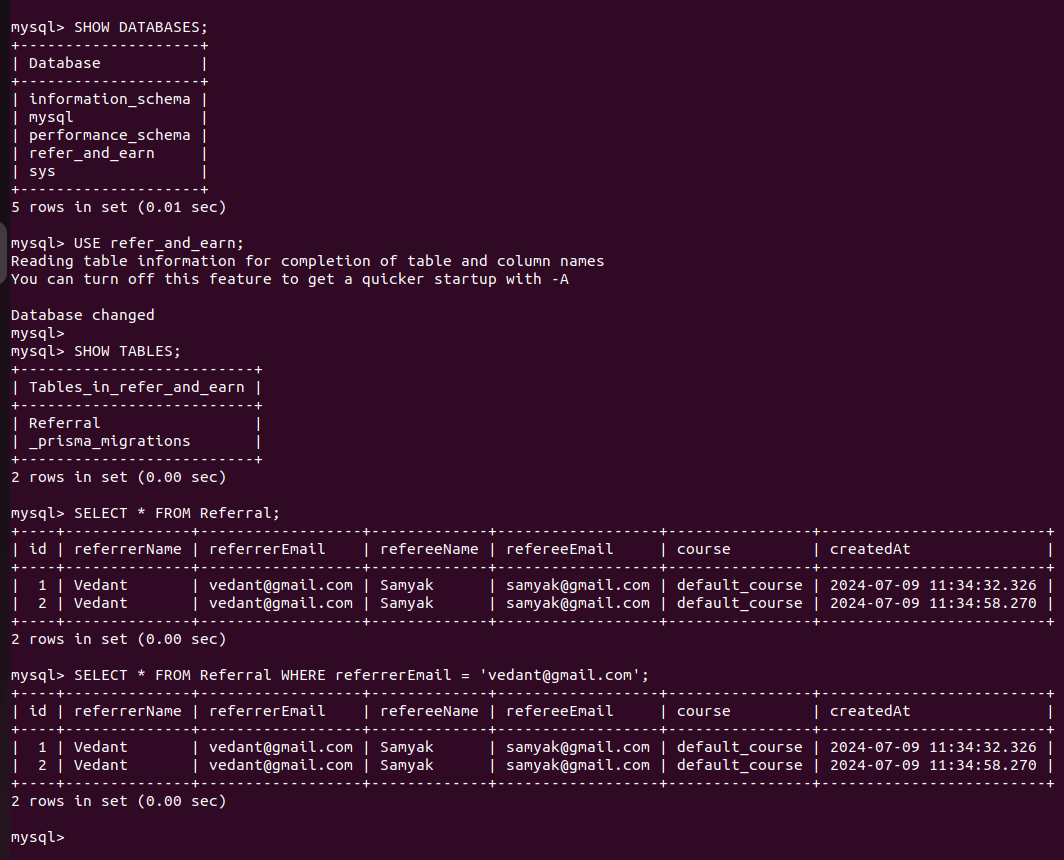 mysql> SHOW DATABASES;
+--------------------+
| Database           |
+--------------------+
| information_schema |
| mysql              |
| performance_schema |
| refer_and_earn     |
| sys                |
+--------------------+
5 rows in set (0.01 sec)

mysql> USE refer_and_earn;
Reading table information for completion of table and column names
You can turn off this feature to get a quicker startup with -A

Database changed
mysql>
mysql> SHOW TABLES;
+--------------------------+
| Tables_in_refer_and_earn |
+--------------------------+
| Referral                 |
| _prisma_migrations       |
+--------------------------+
2 rows in set (0.00 sec)

mysql> SELECT * FROM Referral;
+----+--------------+------------------+-------------+------------------+----------------+-------------------------+
| id | referrerName | referrerEmail    | refereeName | refereeEmail     | course         | createdAt               |
+----+--------------+------------------+-------------+------------------+----------------+-------------------------+
|  1 | Vedant       | vedant@gmail.com | Samyak      | samyak@gmail.com | default_course | 2024-07-09 11:34:32.326 |
|  2 | Vedant       | vedant@gmail.com | Samyak      | samyak@gmail.com | default_course | 2024-07-09 11:34:58.270 |
+----+--------------+------------------+-------------+------------------+----------------+-------------------------+
2 rows in set (0.00 sec)

mysql> SELECT * FROM Referral WHERE referrerEmail = 'vedant@gmail.com';
+----+--------------+------------------+-------------+------------------+----------------+-------------------------+
| id | referrerName | referrerEmail    | refereeName | refereeEmail     | course         | createdAt               |
+----+--------------+------------------+-------------+------------------+----------------+-------------------------+
|  1 | Vedant       | vedant@gmail.com | Samyak      | samyak@gmail.com | default_course | 2024-07-09 11:34:32.326 |
|  2 | Vedant       | vedant@gmail.com | Samyak      | samyak@gmail.com | default_course | 2024-07-09 11:34:58.270 |
+----+--------------+------------------+-------------+------------------+----------------+-------------------------+
2 rows in set (0.00 sec)

mysql>